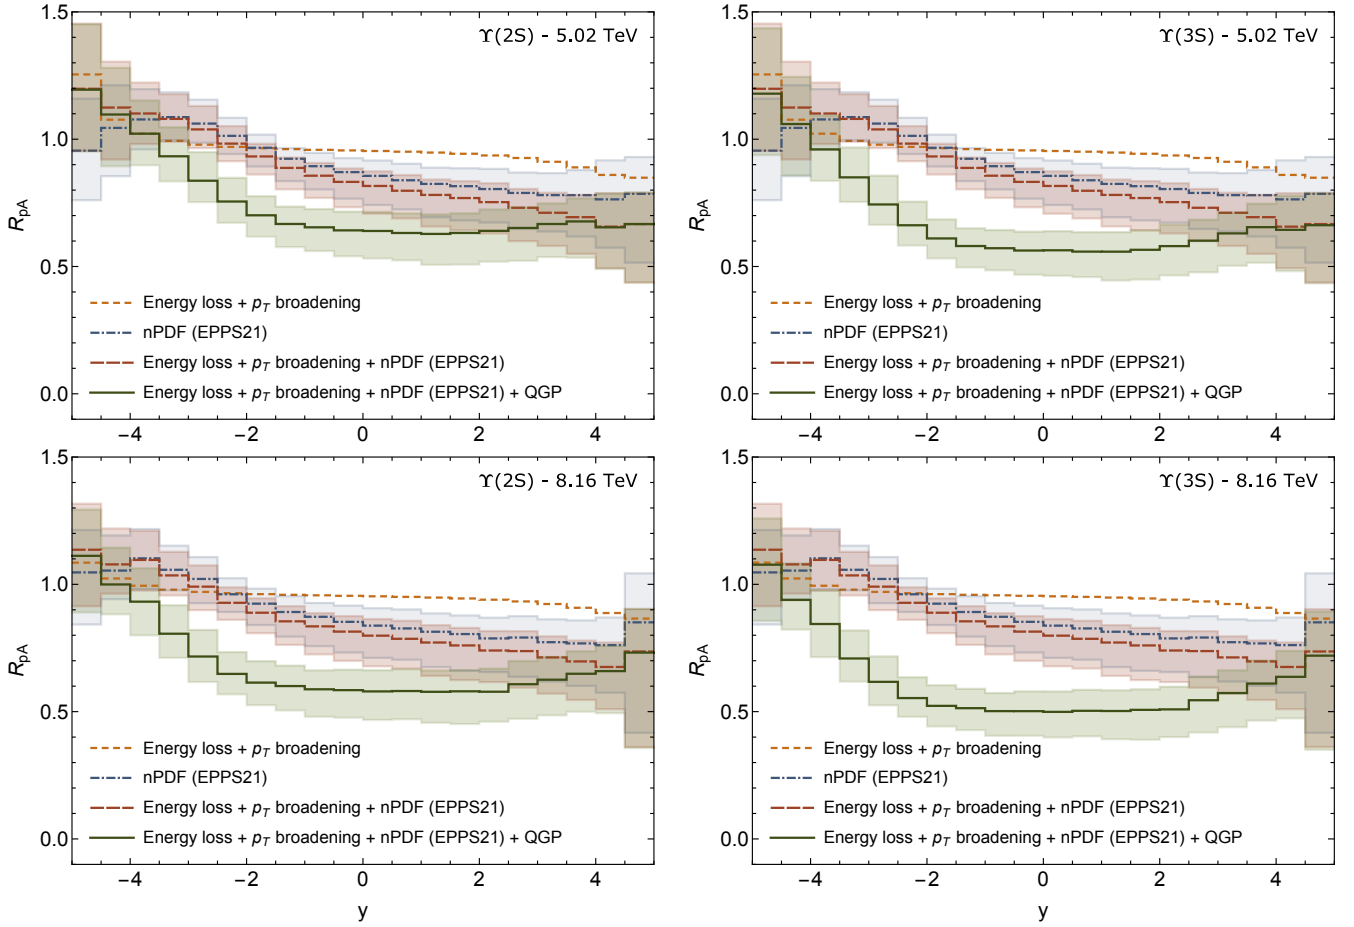 1.5
1.0
0.5
0.0
R_pA
ϒ(2S) - 5.02 TeV
Energy loss + p_T broadening
nPDF (EPPS21)
Energy loss + p_T broadening + nPDF (EPPS21)
Energy loss + p_T broadening + nPDF (EPPS21) + QGP
−4 −2 0 2 4
1.5
1.0
0.5
0.0
R_pA
ϒ(3S) - 5.02 TeV
Energy loss + p_T broadening
nPDF (EPPS21)
Energy loss + p_T broadening + nPDF (EPPS21)
Energy loss + p_T broadening + nPDF (EPPS21) + QGP
−4 −2 0 2 4
1.5
1.0
0.5
0.0
R_pA
ϒ(2S) - 8.16 TeV
Energy loss + p_T broadening
nPDF (EPPS21)
Energy loss + p_T broadening + nPDF (EPPS21)
Energy loss + p_T broadening + nPDF (EPPS21) + QGP
−4 −2 0 2 4
y
1.5
1.0
0.5
0.0
R_pA
ϒ(3S) - 8.16 TeV
Energy loss + p_T broadening
nPDF (EPPS21)
Energy loss + p_T broadening + nPDF (EPPS21)
Energy loss + p_T broadening + nPDF (EPPS21) + QGP
−4 −2 0 2 4
y